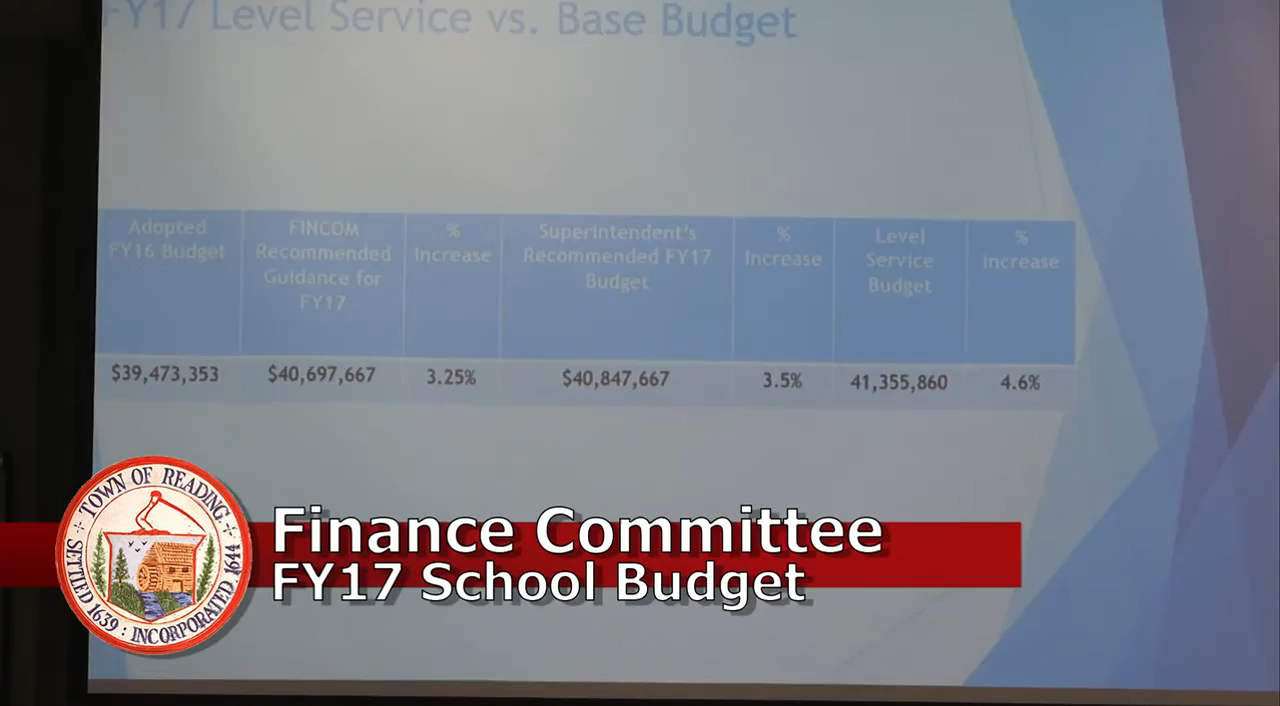 FY17 Level Service vs. Base Budget
Adopted
FY16 Budget
FINCOM
Recommended
Guidance for
FY17
%
Increase
Superintendent's
Recommended FY17
Budget
%
Increase
Level
Service
Budget
%
increase
$39,473,353
$40,697,667
3.25%
$40,847,667
3.5%
41,355,860
4.6%
TOWN OF READING
SETTLED 1639 : INCORPORATED 1644
Finance Committee
FY17 School Budget